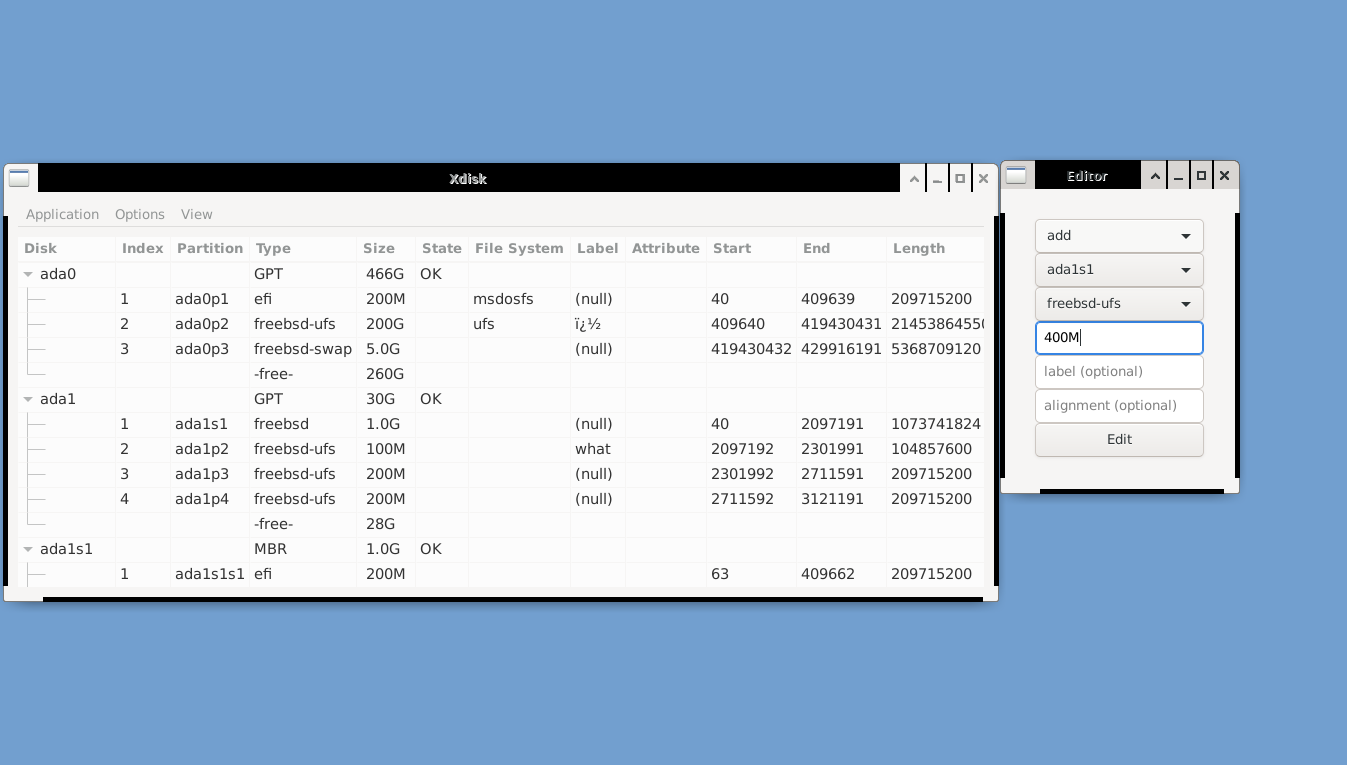 Xdisk
Application Options View
Disk Index Partition Type Size State File System Label Attribute Start End Length
ada0 GPT 466G OK
1 ada0p1 efi 200M msdosfs (null) 40 409639 209715200
2 ada0p2 freebsd-ufs 200G ufs ï¿½ 409640 419430431 2145386455
3 ada0p3 freebsd-swap 5.0G (null) 419430432 429916191 5368709120
-free- 260G
ada1 GPT 30G OK
1 ada1s1 freebsd 1.0G (null) 40 2097191 1073741824
2 ada1p2 freebsd-ufs 100M what 2097192 2301991 104857600
3 ada1p3 freebsd-ufs 200M (null) 2301992 2711591 209715200
4 ada1p4 freebsd-ufs 200M (null) 2711592 3121191 209715200
-free- 28G
ada1s1 MBR 1.0G OK
1 ada1s1s1 efi 200M 63 409662 209715200
Editor
add
ada1s1
freebsd-ufs
400M
label (optional)
alignment (optional)
Edit